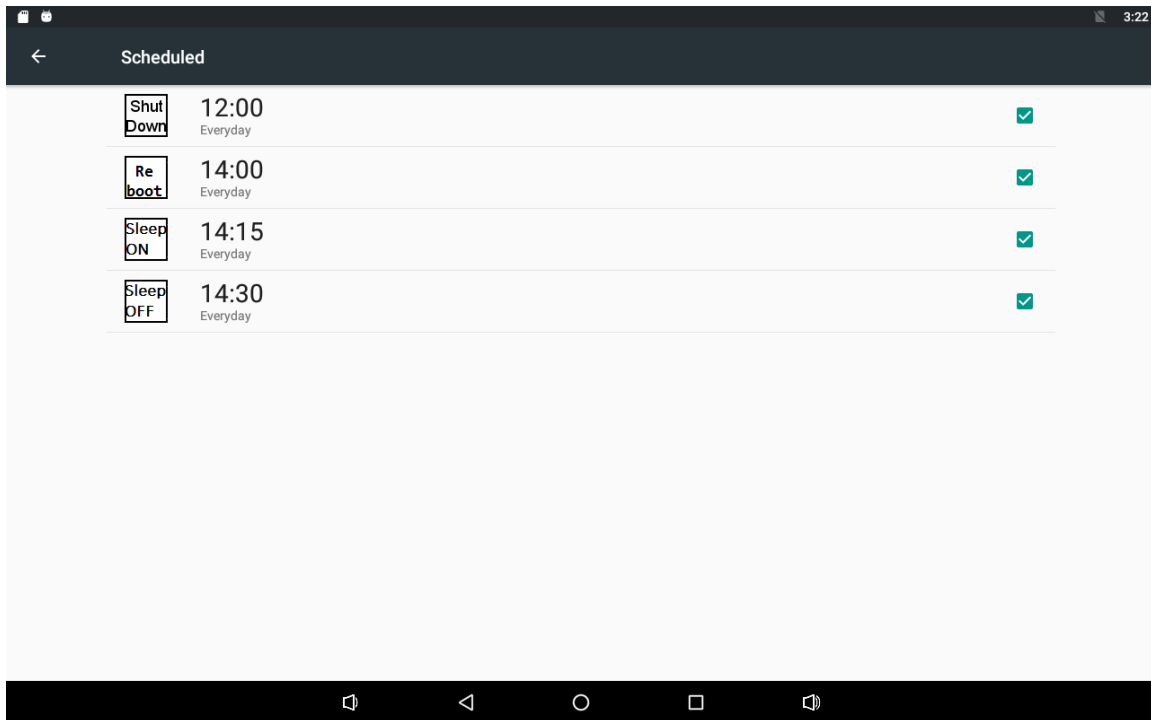 3:22
Scheduled
Shut
Down
12:00
Everyday
Re
boot
14:00
Everyday
Sleep
ON
14:15
Everyday
Sleep
OFF
14:30
Everyday